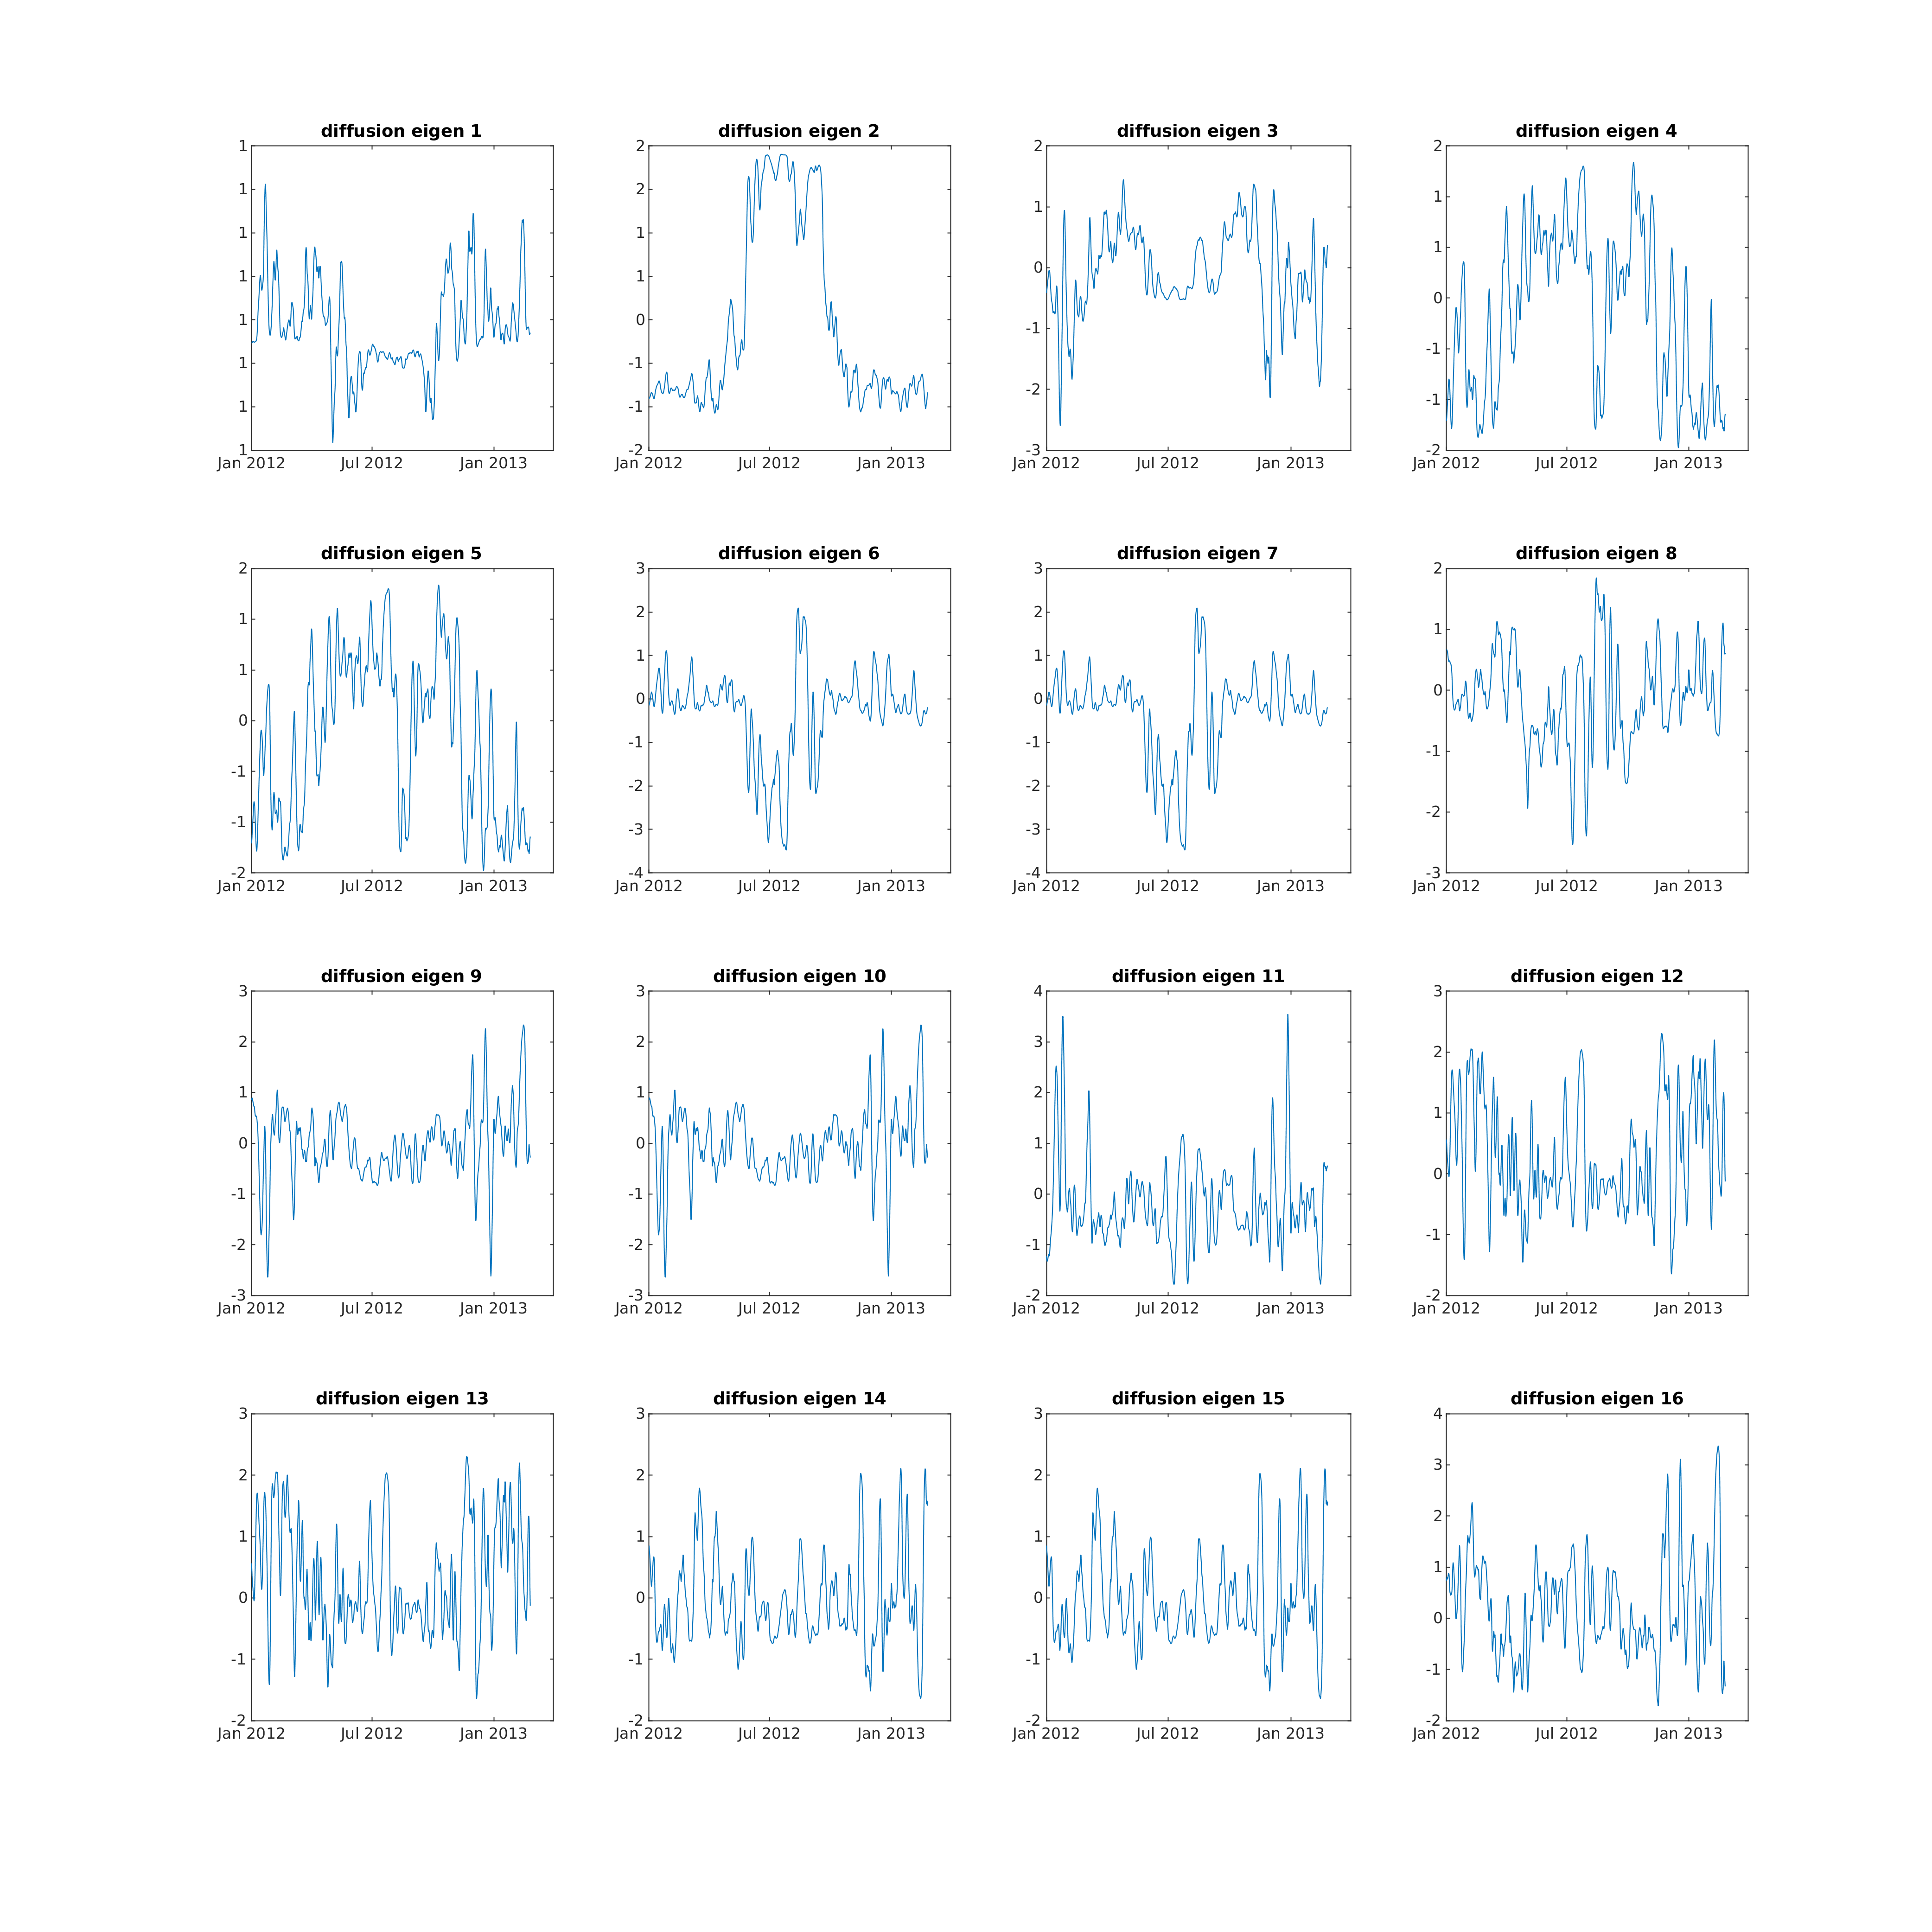 diffusion eigen 1 diffusion eigen 2 diffusion eigen 3 diffusion eigen 4
1 2 2 2
1 2 1 1
1 1 0 1
1 1 -1 0
1 0 -2 -1
1 -1 -3 -1
1 -1 -2
1 -2
Jan 2012 Jul 2012 Jan 2013 Jan 2012 Jul 2012 Jan 2013 Jan 2012 Jul 2012 Jan 2013 Jan 2012 Jul 2012 Jan 2013
diffusion eigen 5 diffusion eigen 6 diffusion eigen 7 diffusion eigen 8
2 3 3 2
1 2 2 1
1 1 1 0
0 0 0 -1
-1 -1 -1 -2
-1 -2 -2 -3
-2 -3 -3
-4 -4
Jan 2012 Jul 2012 Jan 2013 Jan 2012 Jul 2012 Jan 2013 Jan 2012 Jul 2012 Jan 2013 Jan 2012 Jul 2012 Jan 2013
diffusion eigen 9 diffusion eigen 10 diffusion eigen 11 diffusion eigen 12
3 3 4 3
2 2 3 2
1 1 2 1
0 0 1 0
-1 -1 0 -1
-2 -2 -1 -2
-3 -3 -2
Jan 2012 Jul 2012 Jan 2013 Jan 2012 Jul 2012 Jan 2013 Jan 2012 Jul 2012 Jan 2013 Jan 2012 Jul 2012 Jan 2013
diffusion eigen 13 diffusion eigen 14 diffusion eigen 15 diffusion eigen 16
3 3 3 4
2 2 2 3
1 1 1 2
0 0 0 1
-1 -1 -1 0
-2 -2 -2 -1
-2
Jan 2012 Jul 2012 Jan 2013 Jan 2012 Jul 2012 Jan 2013 Jan 2012 Jul 2012 Jan 2013 Jan 2012 Jul 2012 Jan 2013